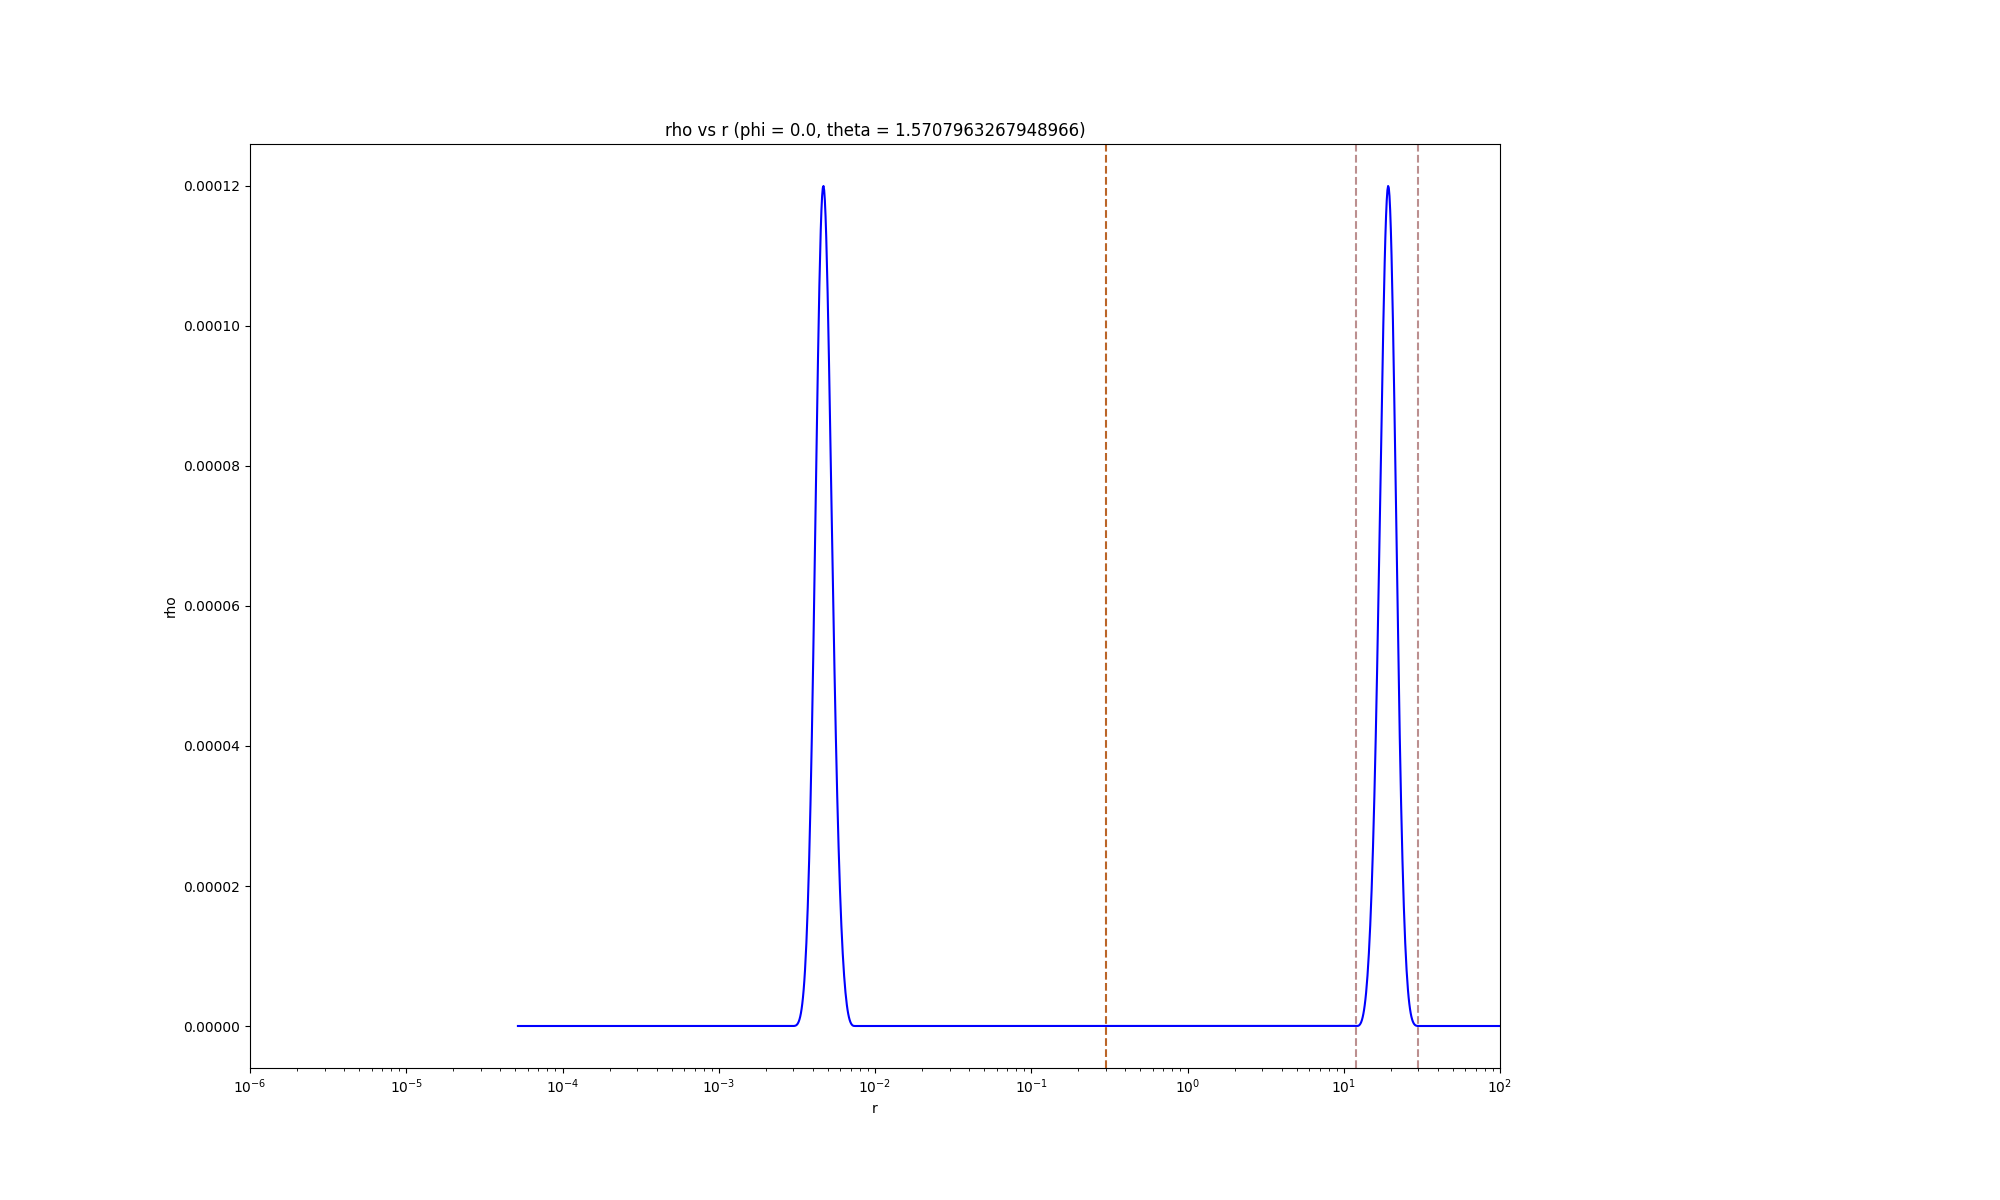 rho vs r (phi = 0.0, theta = 1.5707963267948966)
0.00012
0.00010
0.00008
0.00006
0.00004
0.00002
0.00000
rho
10⁻⁶ 10⁻⁵ 10⁻⁴ 10⁻³ 10⁻² 10⁻¹ 10⁰ 10¹ 10²
r